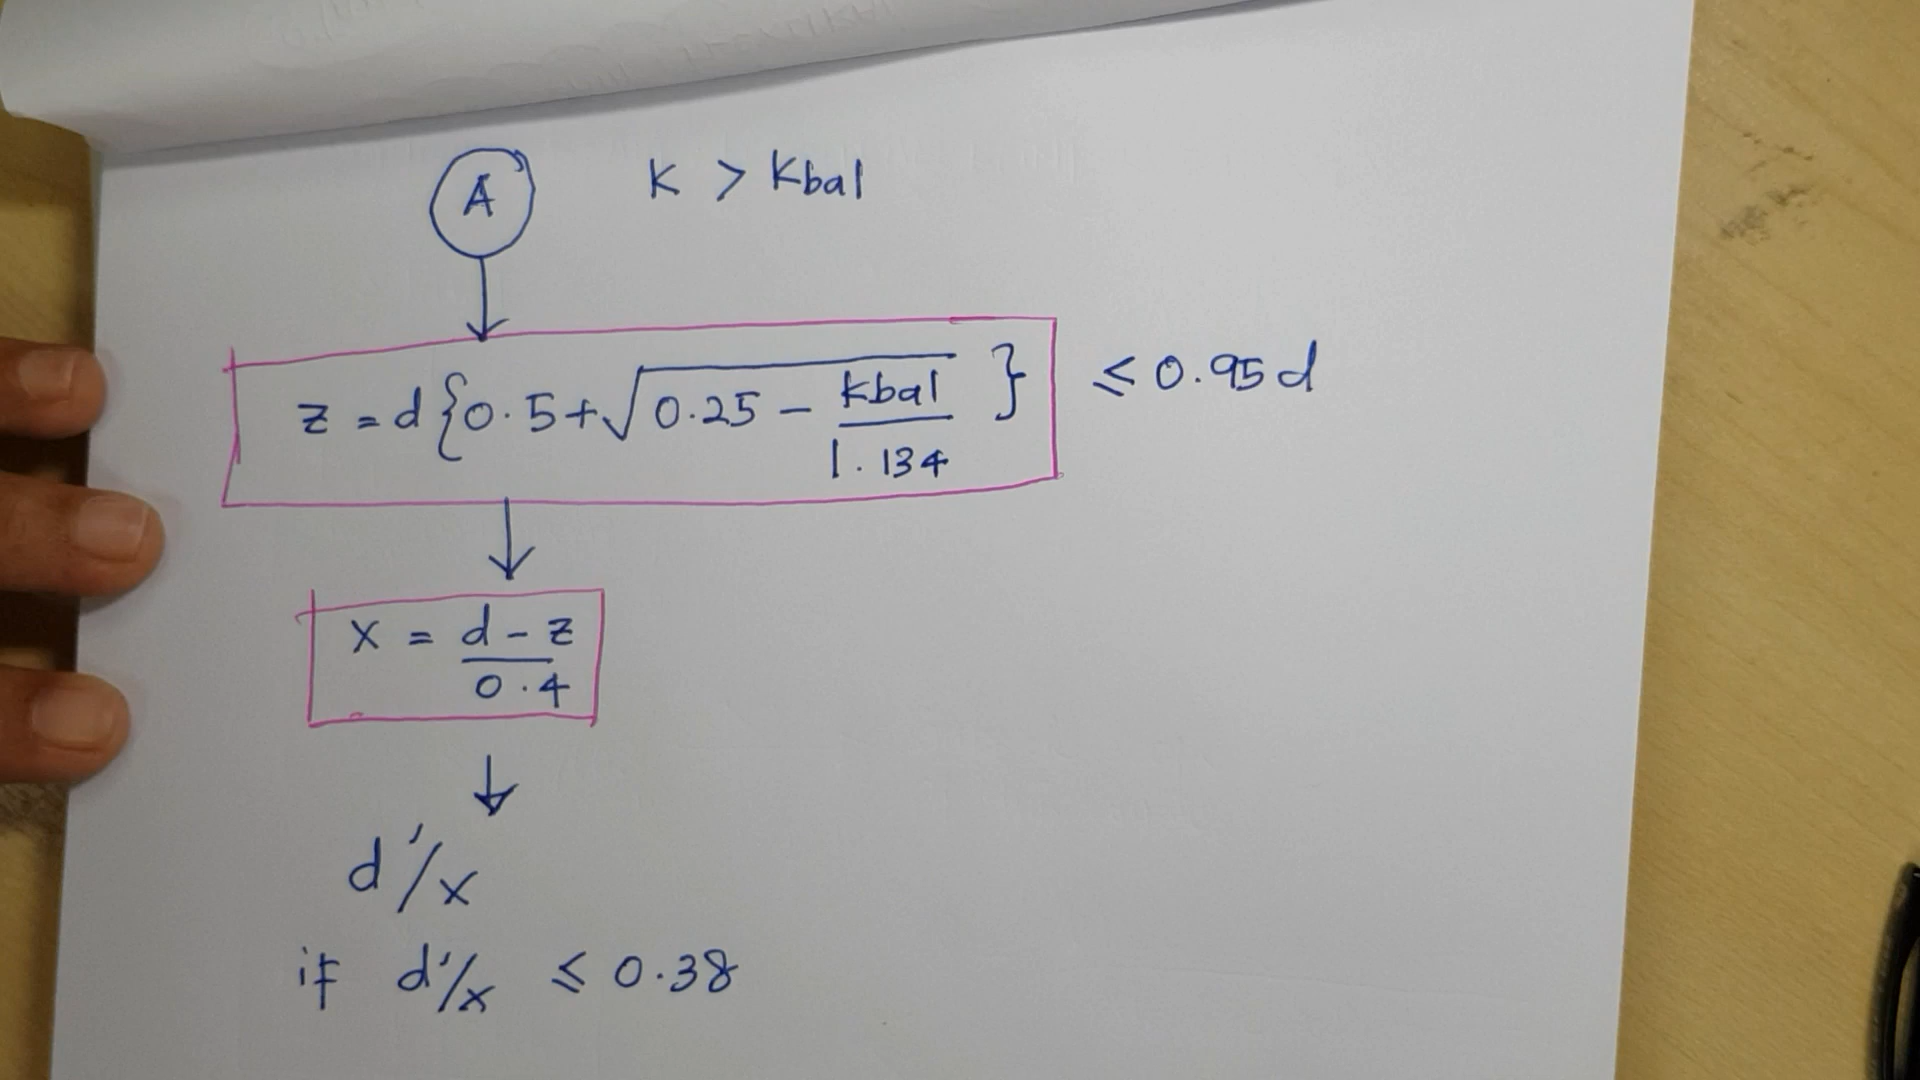 A K > Kbal
z = d{0.5+√0.25 − kbal/1.134} ≤ 0.95d
x = d − z / 0.4
d'/x
if d'/x ≤ 0.38